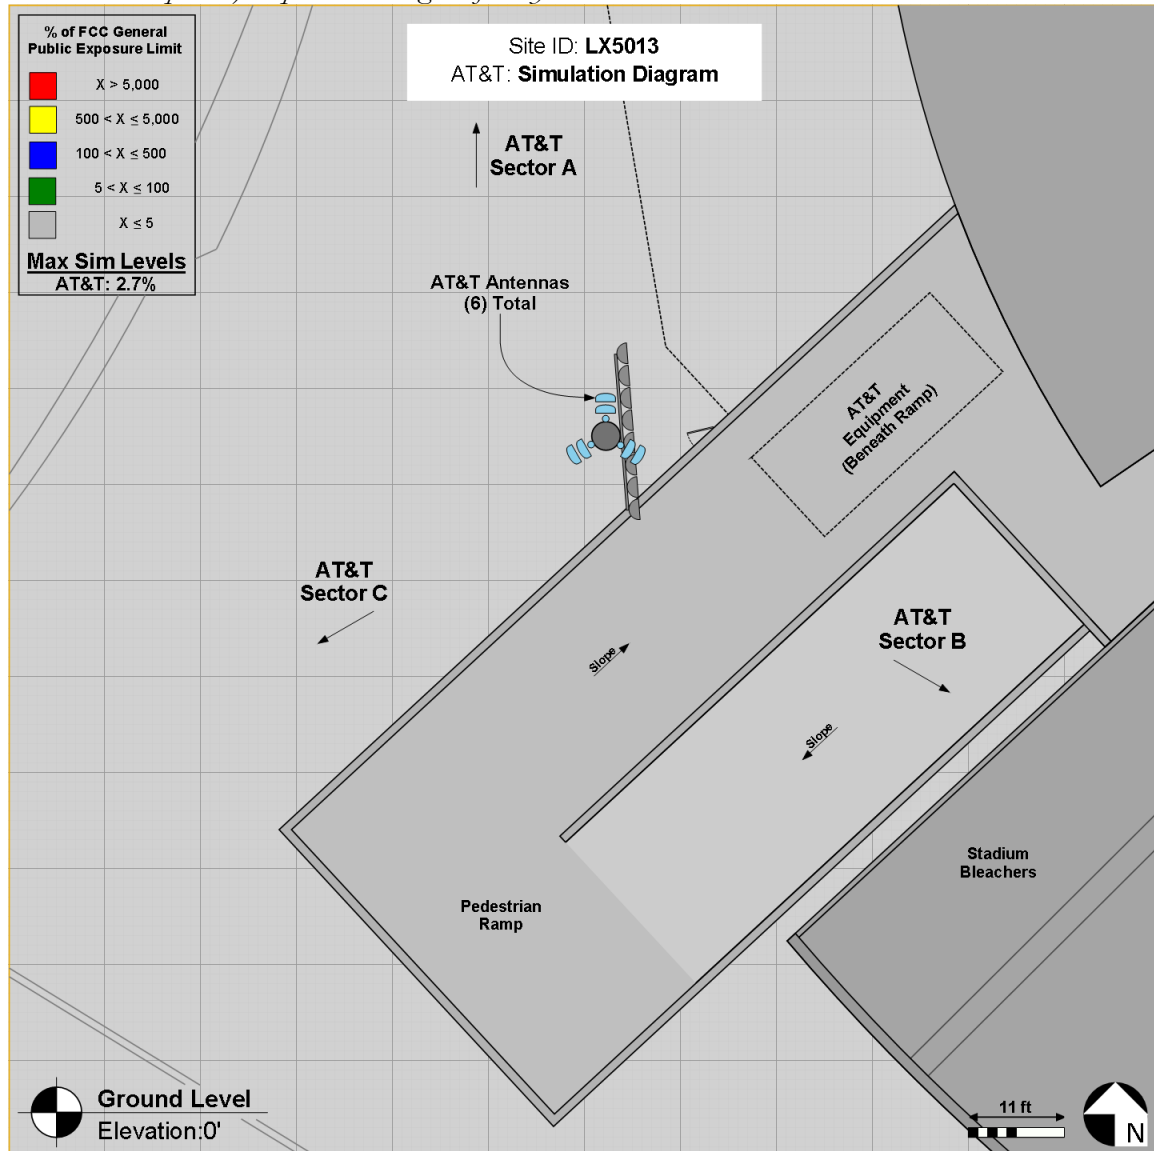 % of FCC General
Public Exposure Limit
X > 5,000
500 < X ≤ 5,000
100 < X ≤ 500
5 < X ≤ 100
X ≤ 5
Max Sim Levels
AT&T: 2.7%
Site ID: LX5013
AT&T: Simulation Diagram
AT&T
Sector A
AT&T Antennas
(6) Total
AT&T
Equipment
(Beneath Ramp)
AT&T
Sector C
AT&T
Sector B
Slope
Slope
Stadium
Bleachers
Pedestrian
Ramp
Ground Level
Elevation:0'
11 ft
N